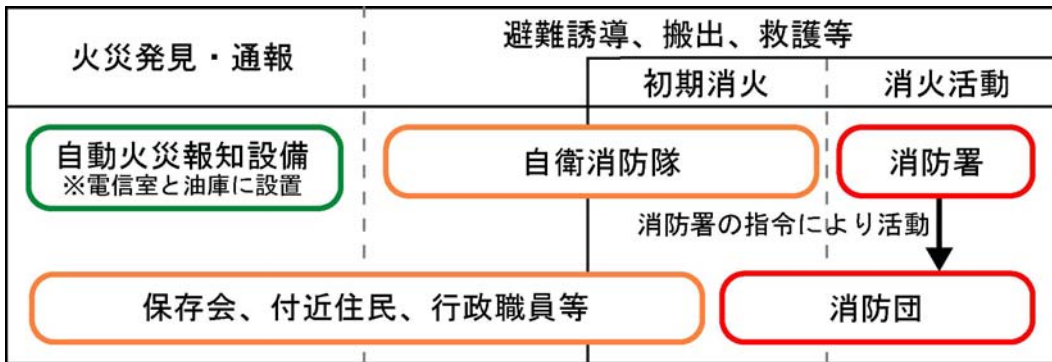 火災発見・通報
避難誘導、搬出、救護等
初期消火
消火活動
自動火災報知設備
※電信室と油庫に設置
自衛消防隊
消防署
消防署の指令により活動
保存会、付近住民、行政職員等
消防団